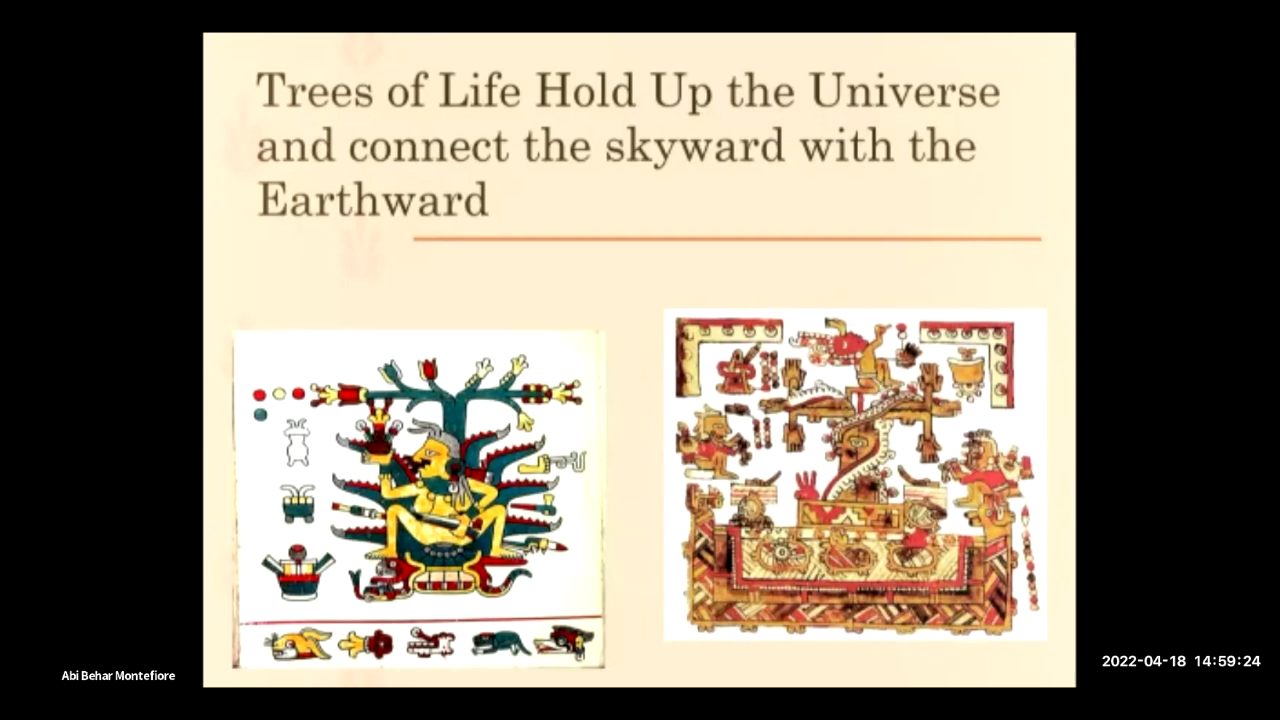 Trees of Life Hold Up the Universe
and connect the skyward with the
Earthward
Abi Behar Montefiore
2022-04-18 14:59:24